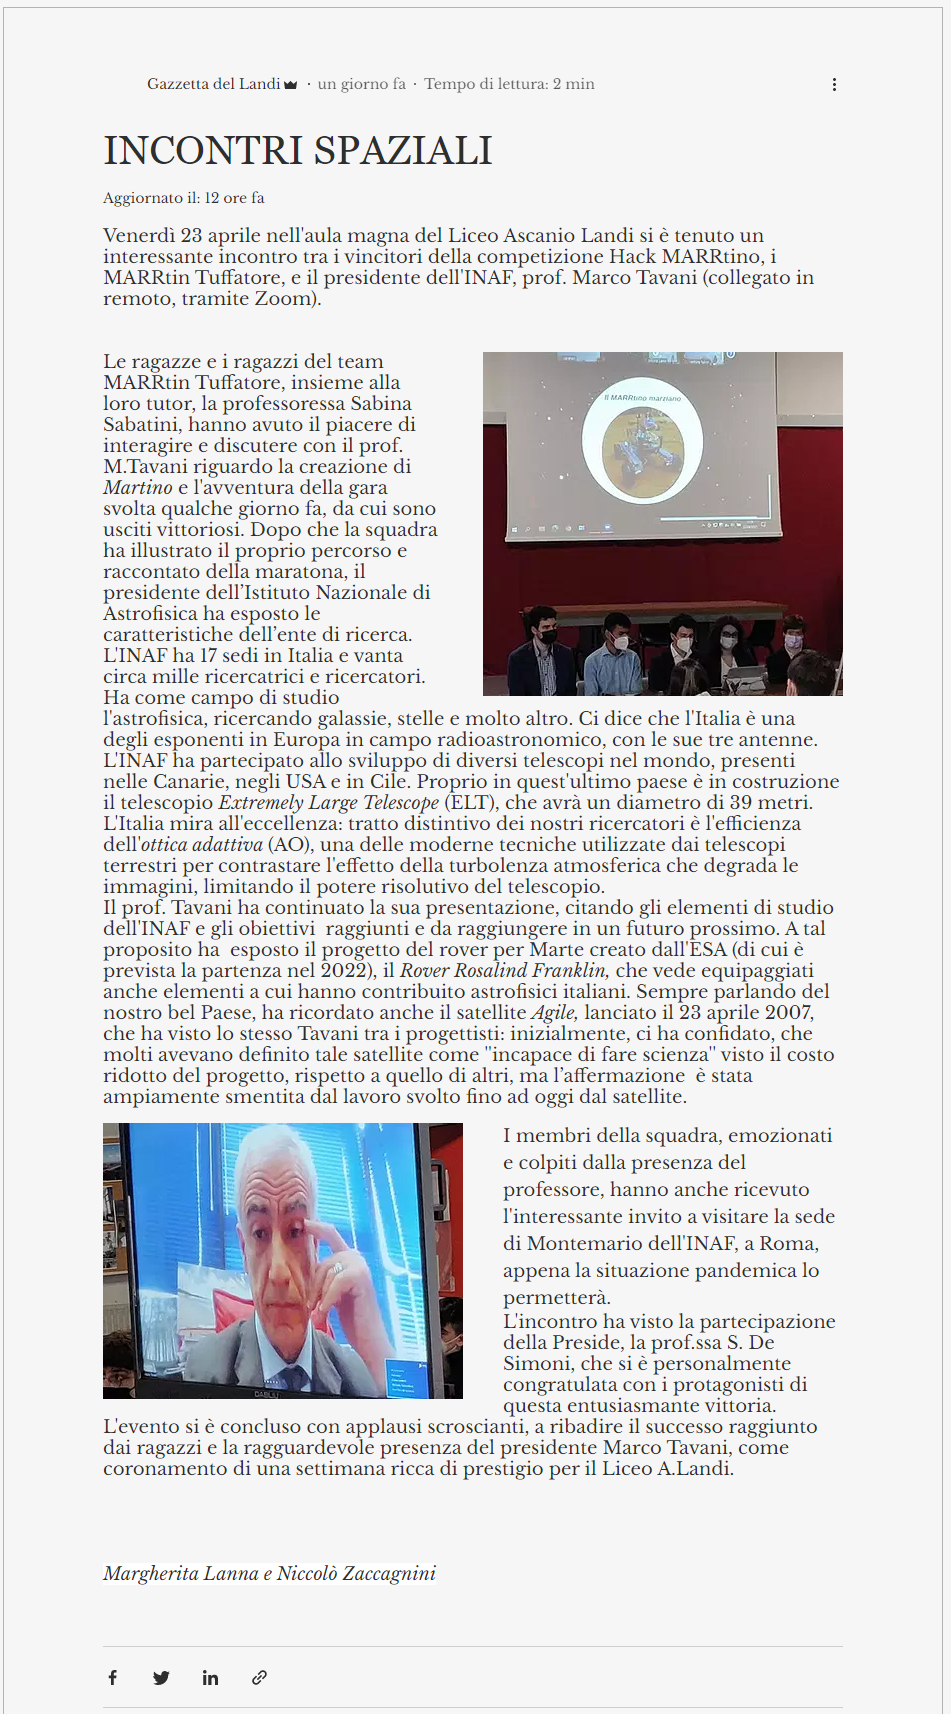 Gazzetta del Landi · un giorno fa · Tempo di lettura: 2 min
INCONTRI SPAZIALI
Aggiornato il: 12 ore fa
Venerdì 23 aprile nell'aula magna del Liceo Ascanio Landi si è tenuto un
interessante incontro tra i vincitori della competizione Hack MARRtino, i
MARRtin Tuffatore, e il presidente dell'INAF, prof. Marco Tavani (collegato in
remoto, tramite Zoom).
Le ragazze e i ragazzi del team
MARRtin Tuffatore, insieme alla
loro tutor, la professoressa Sabina
Sabatini, hanno avuto il piacere di
interagire e discutere con il prof.
M.Tavani riguardo la creazione di
Martino e l'avventura della gara
svolta qualche giorno fa, da cui sono
usciti vittoriosi. Dopo che la squadra
ha illustrato il proprio percorso e
raccontato della maratona, il
presidente dell’Istituto Nazionale di
Astrofisica ha esposto le
caratteristiche dell’ente di ricerca.
L'INAF ha 17 sedi in Italia e vanta
circa mille ricercatrici e ricercatori.
Ha come campo di studio
Il MARRtino marziano
l'astrofisica, ricercando galassie, stelle e molto altro. Ci dice che l'Italia è una
degli esponenti in Europa in campo radioastronomico, con le sue tre antenne.
L'INAF ha partecipato allo sviluppo di diversi telescopi nel mondo, presenti
nelle Canarie, negli USA e in Cile. Proprio in quest'ultimo paese è in costruzione
il telescopio Extremely Large Telescope (ELT), che avrà un diametro di 39 metri.
L'Italia mira all'eccellenza: tratto distintivo dei nostri ricercatori è l'efficienza
dell'ottica adattiva (AO), una delle moderne tecniche utilizzate dai telescopi
terrestri per contrastare l'effetto della turbolenza atmosferica che degrada le
immagini, limitando il potere risolutivo del telescopio.
Il prof. Tavani ha continuato la sua presentazione, citando gli elementi di studio
dell'INAF e gli obiettivi  raggiunti e da raggiungere in un futuro prossimo. A tal
proposito ha  esposto il progetto del rover per Marte creato dall'ESA (di cui è
prevista la partenza nel 2022), il Rover Rosalind Franklin, che vede equipaggiati
anche elementi a cui hanno contribuito astrofisici italiani. Sempre parlando del
nostro bel Paese, ha ricordato anche il satellite Agile, lanciato il 23 aprile 2007,
che ha visto lo stesso Tavani tra i progettisti: inizialmente, ci ha confidato, che
molti avevano definito tale satellite come "incapace di fare scienza" visto il costo
ridotto del progetto, rispetto a quello di altri, ma l’affermazione  è stata
ampiamente smentita dal lavoro svolto fino ad oggi dal satellite.
I membri della squadra, emozionati
e colpiti dalla presenza del
professore, hanno anche ricevuto
l'interessante invito a visitare la sede
di Montemario dell'INAF, a Roma,
appena la situazione pandemica lo
permetterà.
L'incontro ha visto la partecipazione
della Preside, la prof.ssa S. De
Simoni, che si è personalmente
congratulata con i protagonisti di
questa entusiasmante vittoria.
L'evento si è concluso con applausi scroscianti, a ribadire il successo raggiunto
dai ragazzi e la ragguardevole presenza del presidente Marco Tavani, come
coronamento di una settimana ricca di prestigio per il Liceo A.Landi.
Margherita Lanna e Niccolò Zaccagnini